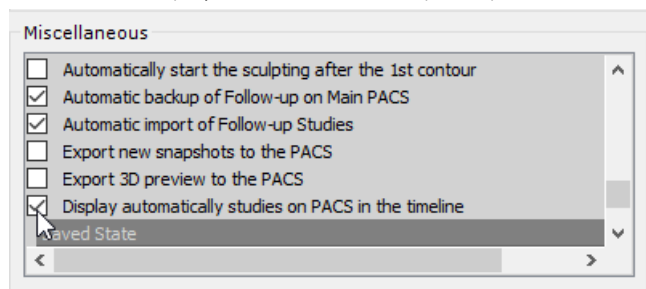 Miscellaneous
Automatically start the sculpting after the 1st contour
Automatic backup of Follow-up on Main PACS
Automatic import of Follow-up Studies
Export new snapshots to the PACS
Export 3D preview to the PACS
Display automatically studies on PACS in the timeline
Saved State